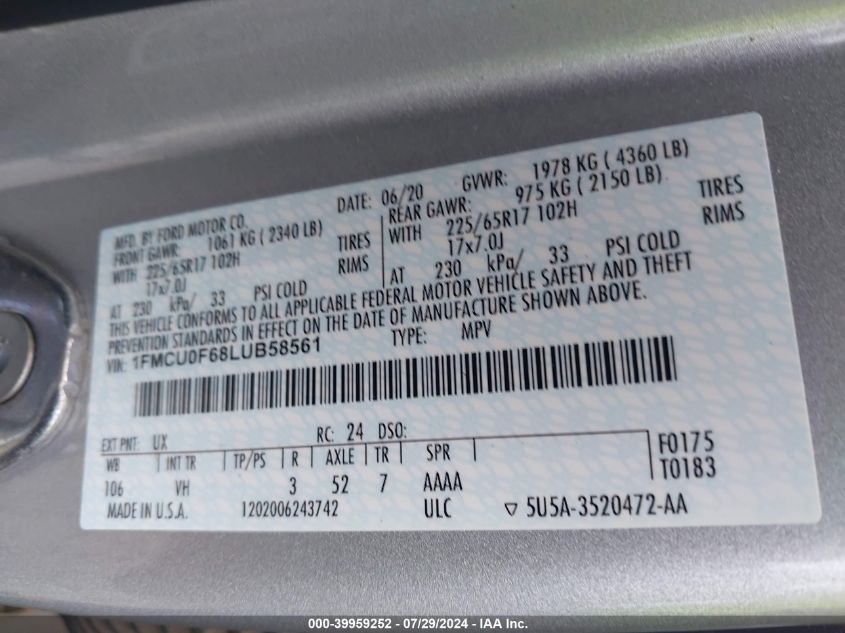 MFD. BY FORD MOTOR CO. DATE: 06/20 GVWR: 1978 KG ( 4360 LB)
FRONT GAWR: 1061 KG ( 2340 LB) REAR GAWR: 975 KG ( 2150 LB)
WITH 225/65R17 102H TIRES WITH 225/65R17 102H TIRES
17x7.0J RIMS 17x7.0J RIMS
AT 230 kPa/ 33 PSI COLD AT 230 kPa/ 33 PSI COLD
THIS VEHICLE CONFORMS TO ALL APPLICABLE FEDERAL MOTOR VEHICLE SAFETY AND THEFT
PREVENTION STANDARDS IN EFFECT ON THE DATE OF MANUFACTURE SHOWN ABOVE.
VIN: 1FMCU0F68LUB58561 TYPE: MPV
EXT PNT: UX RC: 24 DSO: F0175
WB INT TR TP/PS R AXLE TR SPR T0183
106 VH 3 52 7 AAAA
MADE IN U.S.A. 1202006243742 ULC ▽ 5U5A-3520472-AA
000-39959252 - 07/29/2024 - IAA Inc.